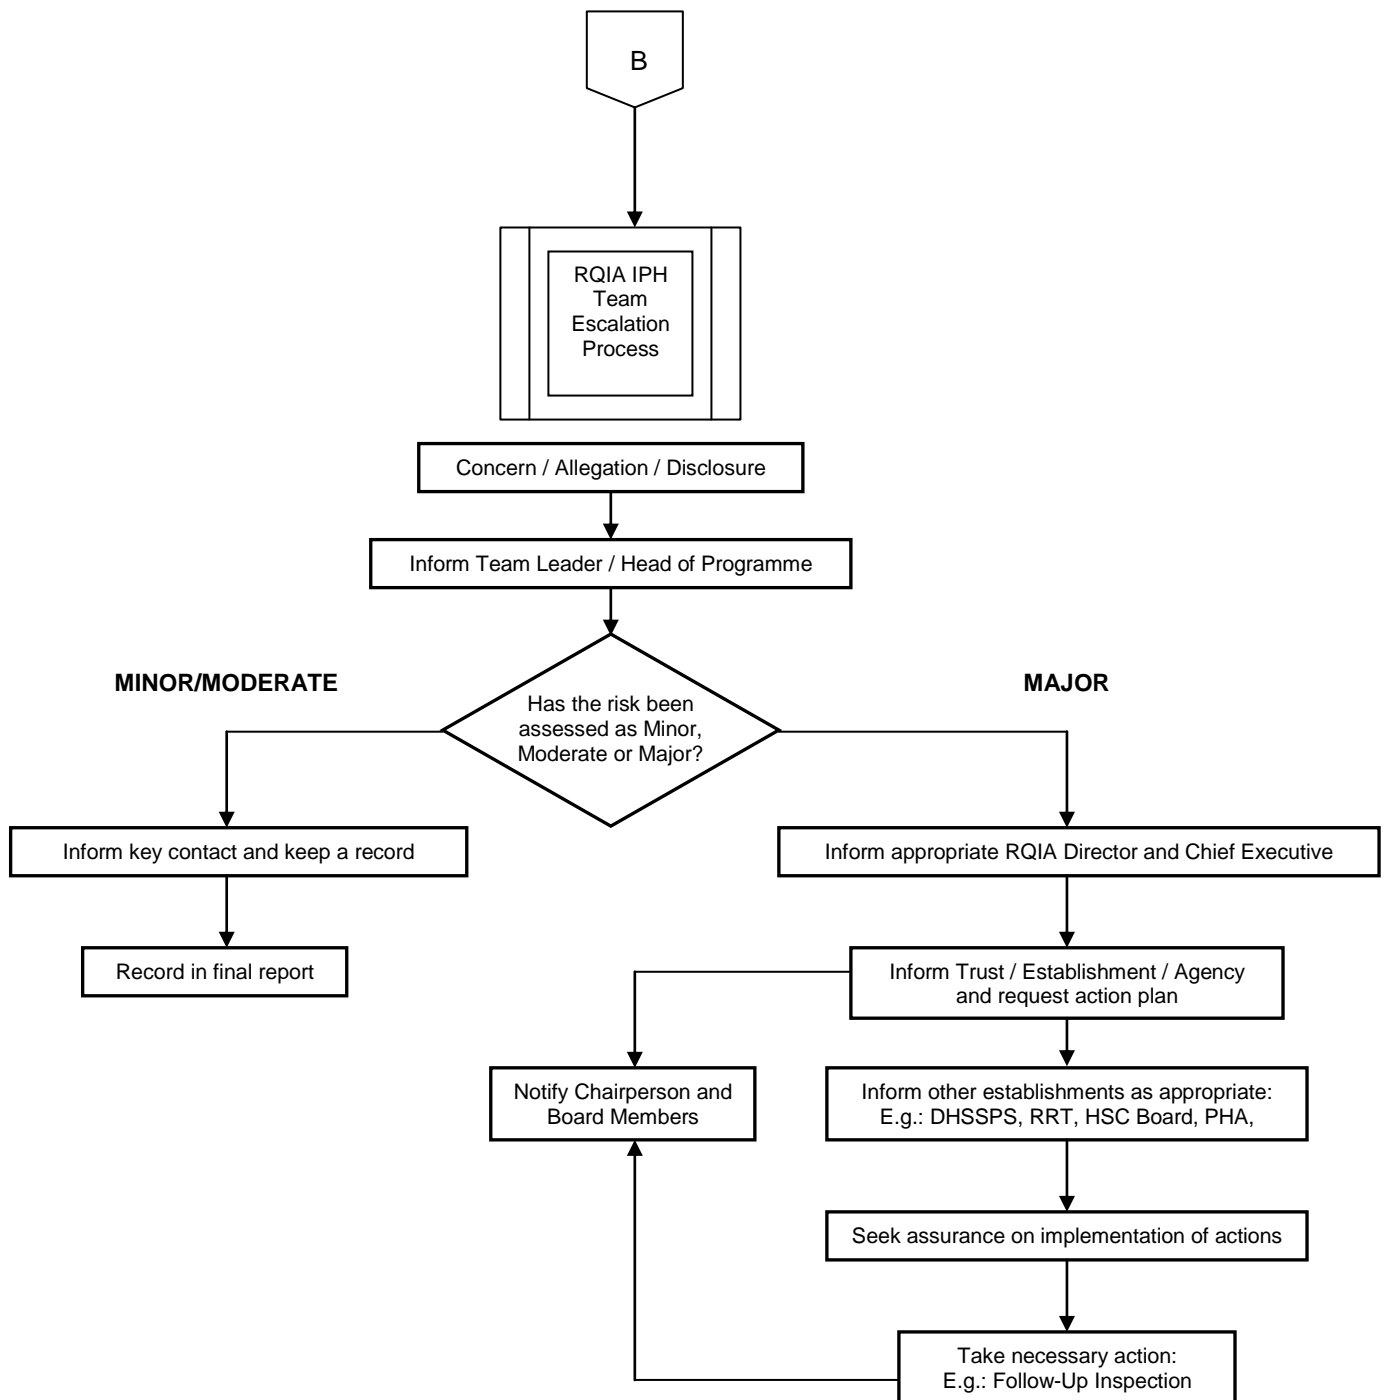 B
RQIA IPH
Team
Escalation
Process
Concern / Allegation / Disclosure
Inform Team Leader / Head of Programme
MINOR/MODERATE
MAJOR
Has the risk been
assessed as Minor,
Moderate or Major?
Inform key contact and keep a record
Inform appropriate RQIA Director and Chief Executive
Record in final report
Inform Trust / Establishment / Agency
and request action plan
Notify Chairperson and
Board Members
Inform other establishments as appropriate:
E.g.: DHSSPS, RRT, HSC Board, PHA,
Seek assurance on implementation of actions
Take necessary action:
E.g.: Follow-Up Inspection